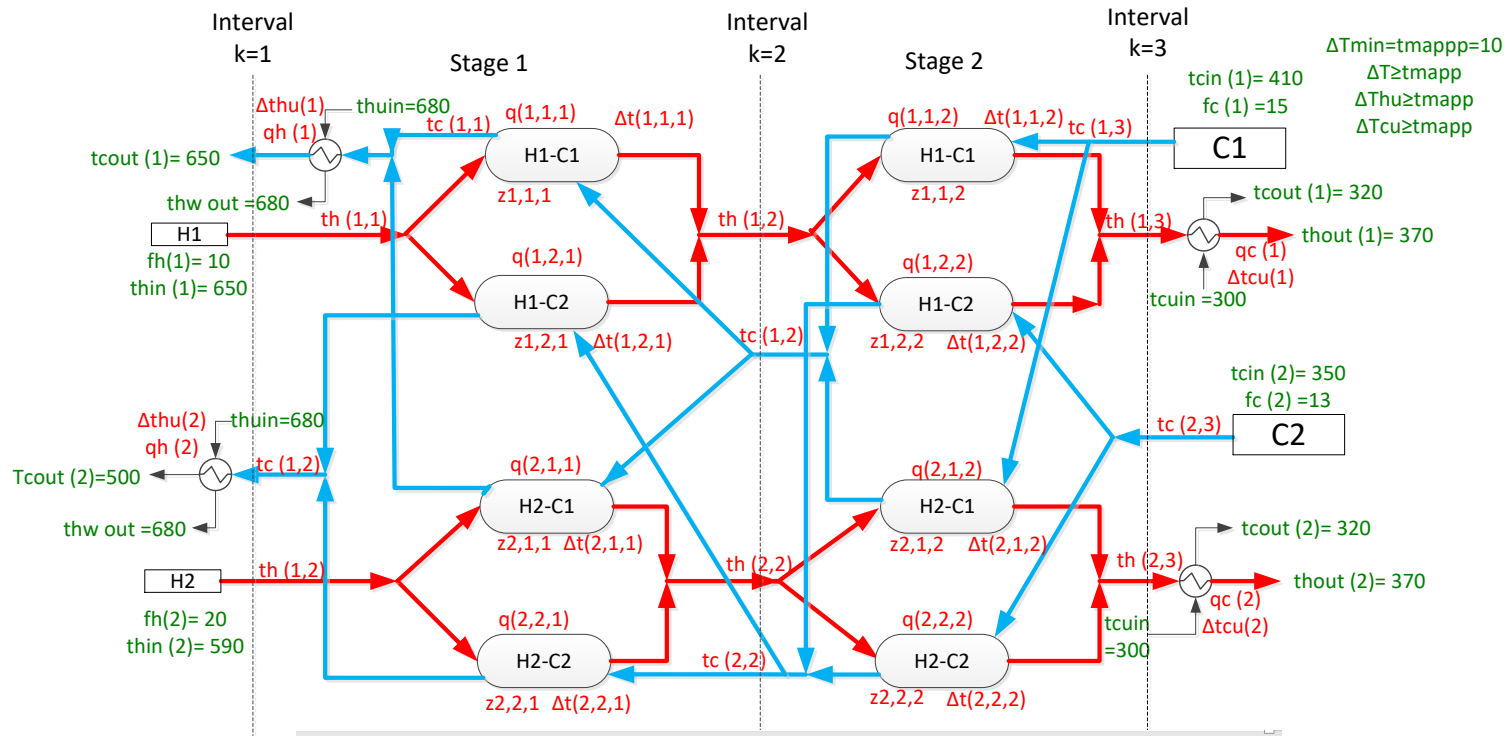 Interval
k=1
Stage 1
Interval
k=2
Stage 2
Interval
k=3
ΔTmin=tmappp=10
ΔT≥tmapp
ΔThu≥tmapp
ΔTcu≥tmapp
Δthu(1)
qh (1)
thuin=680
tc (1,1)
q(1,1,1)
Δt(1,1,1)
H1-C1
z1,1,1
tcout (1)= 650
thw out =680
q(1,1,2)
Δt(1,1,2)
tc (1,3)
H1-C1
z1,1,2
tcin (1)= 410
fc (1) =15
C1
tcout (1)= 320
H1
th (1,1)
fh(1)= 10
thin (1)= 650
th (1,2)
th (1,3)
thout (1)= 370
qc (1)
Δtcu(1)
tcuin =300
q(1,2,1)
H1-C2
z1,2,1
Δt(1,2,1)
q(1,2,2)
H1-C2
z1,2,2
Δt(1,2,2)
tc (1,2)
tcin (2)= 350
fc (2) =13
C2
tc (2,3)
Δthu(2)
qh (2)
thuin=680
tc (1,2)
Tcout (2)=500
thw out =680
q(2,1,1)
H2-C1
z2,1,1
Δt(2,1,1)
q(2,1,2)
H2-C1
z2,1,2
Δt(2,1,2)
tcout (2)= 320
H2
th (1,2)
fh(2)= 20
thin (2)= 590
th (2,2)
th (2,3)
thout (2)= 370
qc (2)
Δtcu(2)
tcuin
=300
q(2,2,1)
H2-C2
z2,2,1
Δt(2,2,1)
tc (2,2)
q(2,2,2)
H2-C2
z2,2,2
Δt(2,2,2)